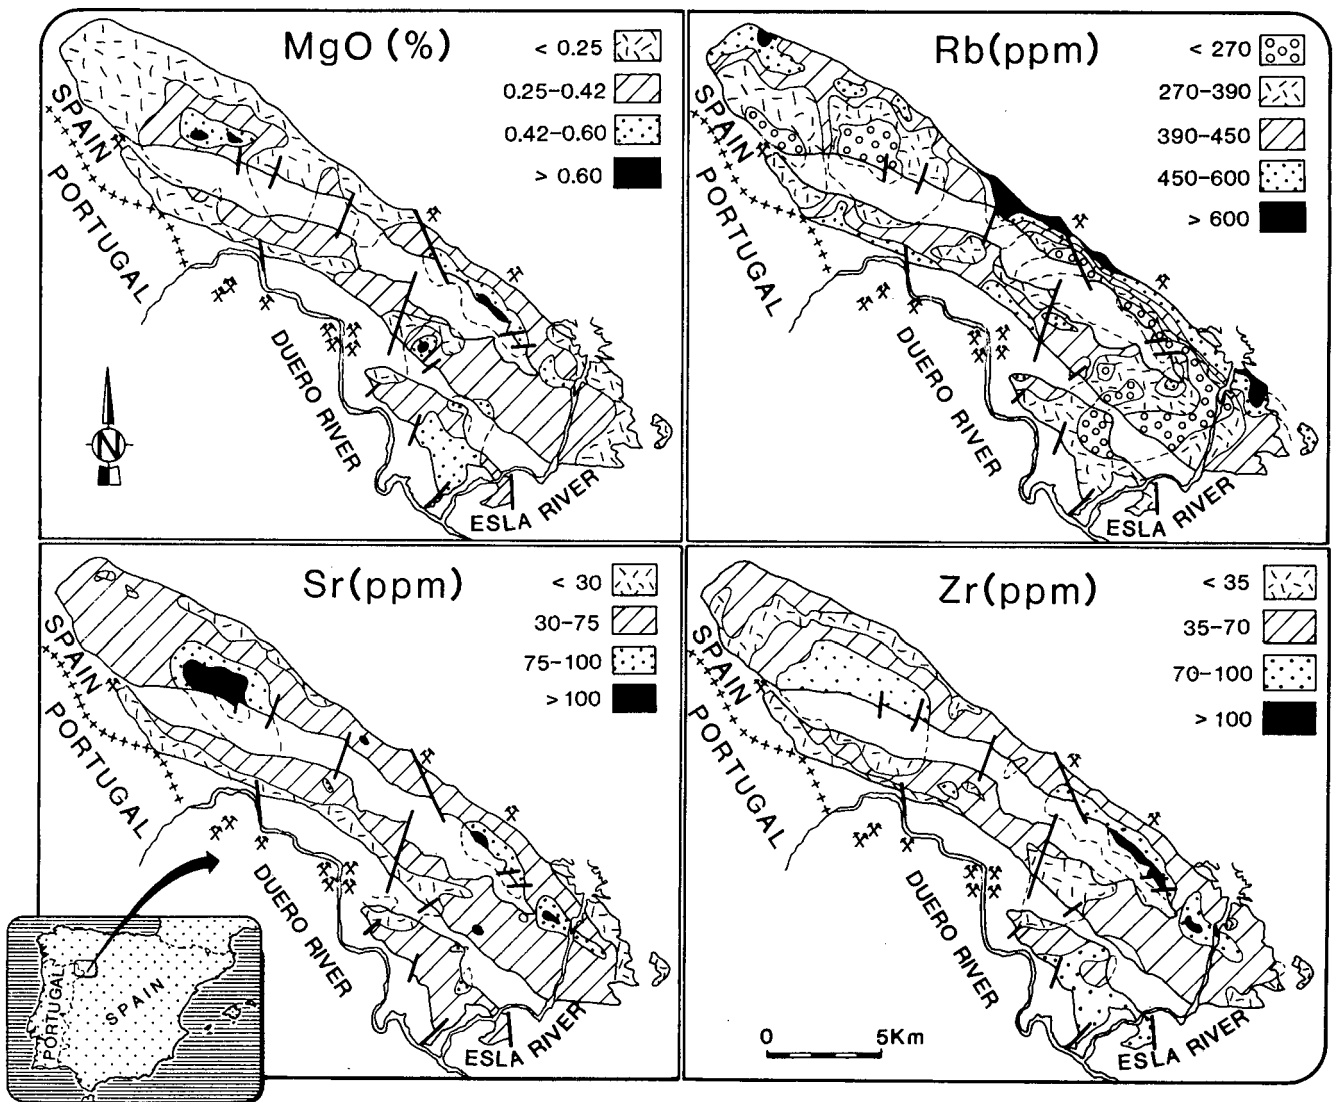 MgO (%)
< 0.25
0.25-0.42
0.42-0.60
> 0.60
SPAIN
PORTUGAL
DUERO RIVER
ESLA RIVER
N
Rb(ppm)
< 270
270-390
390-450
450-600
> 600
SPAIN
PORTUGAL
DUERO RIVER
ESLA RIVER
Sr(ppm)
< 30
30-75
75-100
>100
SPAIN
PORTUGAL
DUERO RIVER
ESLA RIVER
PORTUGAL
SPAIN
Zr(ppm)
< 35
35-70
70-100
> 100
SPAIN
PORTUGAL
DUERO RIVER
ESLA RIVER
0 5Km